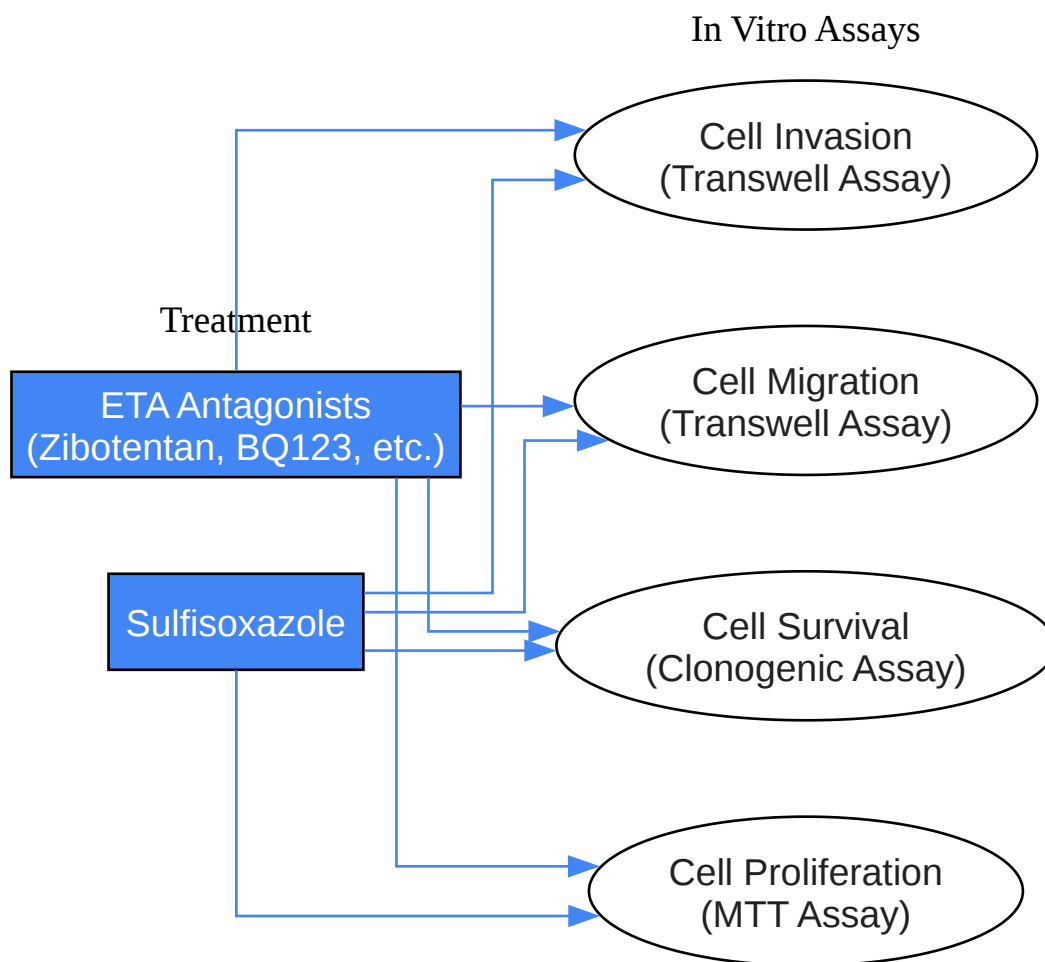 In Vitro Assays
Cell Invasion
(Transwell Assay)
Treatment
Cell Migration
(Transwell Assay)
ETA Antagonists
(Zibotentan, BQ123, etc.)
Sulfisoxazole
Cell Survival
(Clonogenic Assay)
Cell Proliferation
(MTT Assay)